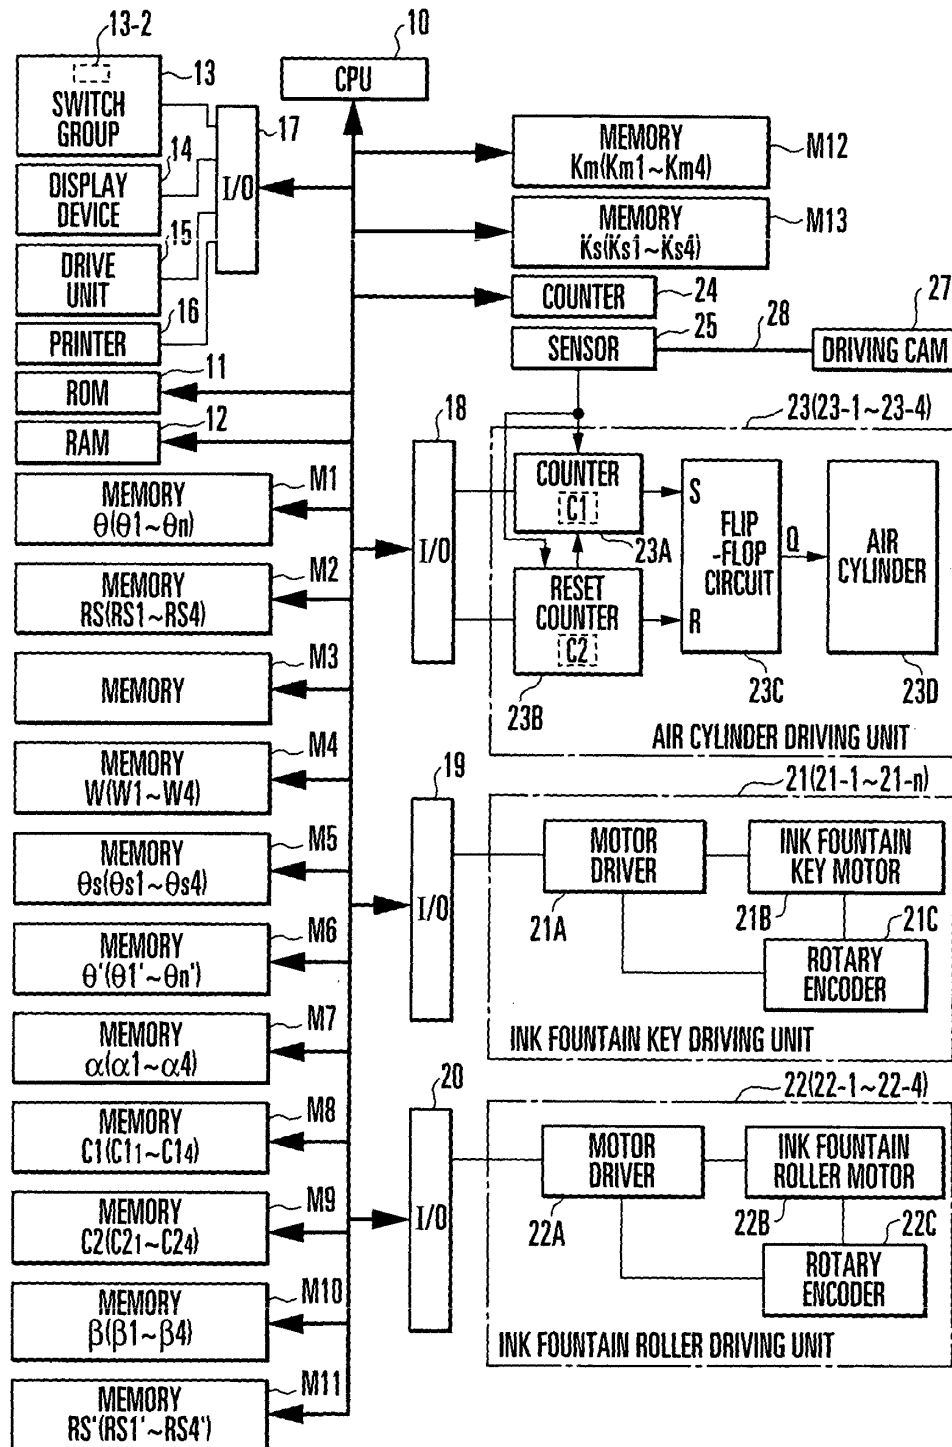 13-2
13
SWITCH
GROUP
10
CPU
17
I/O
14
DISPLAY
DEVICE
15
DRIVE
UNIT
16
PRINTER
11
ROM
12
RAM
M1
MEMORY
θ(θ1~θn)
M2
MEMORY
RS(RS1~RS4)
M3
MEMORY
M4
MEMORY
W(W1~W4)
M5
MEMORY
θs(θs1~θs4)
M6
MEMORY
θ'(θ1'~θn')
M7
MEMORY
α(α1~α4)
M8
MEMORY
C1(C11~C14)
M9
MEMORY
C2(C21~C24)
M10
MEMORY
β(β1~β4)
M11
MEMORY
RS'(RS1'~RS4')
MEMORY
Km(Km1~Km4)
M12
MEMORY
Ks(Ks1~Ks4)
M13
COUNTER
24
SENSOR
25
28
27
DRIVING CAM
18
I/O
23(23-1~23-4)
COUNTER
C1
23A
RESET
COUNTER
C2
23B
S
R
FLIP
-FLOP
CIRCUIT
Q
23C
AIR
CYLINDER
23D
AIR CYLINDER DRIVING UNIT
19
I/O
21(21-1~21-n)
MOTOR
DRIVER
21A
INK FOUNTAIN
KEY MOTOR
21B
21C
ROTARY
ENCODER
INK FOUNTAIN KEY DRIVING UNIT
20
I/O
22(22-1~22-4)
MOTOR
DRIVER
22A
INK FOUNTAIN
ROLLER MOTOR
22B
22C
ROTARY
ENCODER
INK FOUNTAIN ROLLER DRIVING UNIT